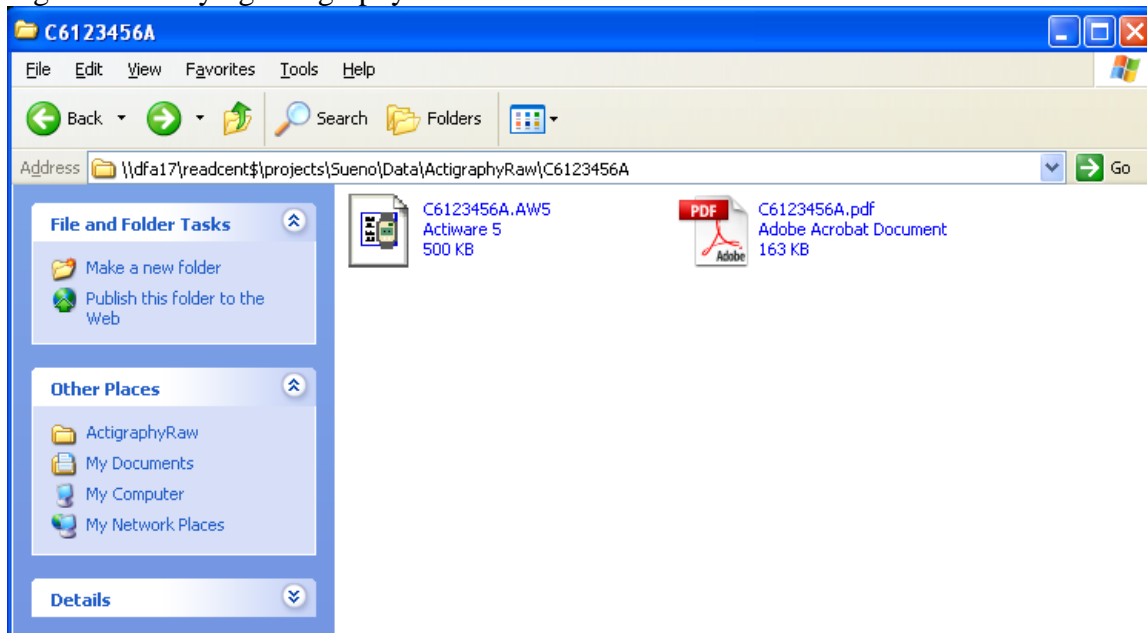 C6123456A
File Edit View Favorites Tools Help
Back Search Folders
Address \\dfa17\readcent$\projects\Sueno\Data\ActigraphyRaw\C6123456A Go
File and Folder Tasks
Make a new folder
Publish this folder to the
Web
Other Places
ActigraphyRaw
My Documents
My Computer
My Network Places
Details
C6123456A.AW5
Actiware 5
500 KB
PDF
Adobe
C6123456A.pdf
Adobe Acrobat Document
163 KB